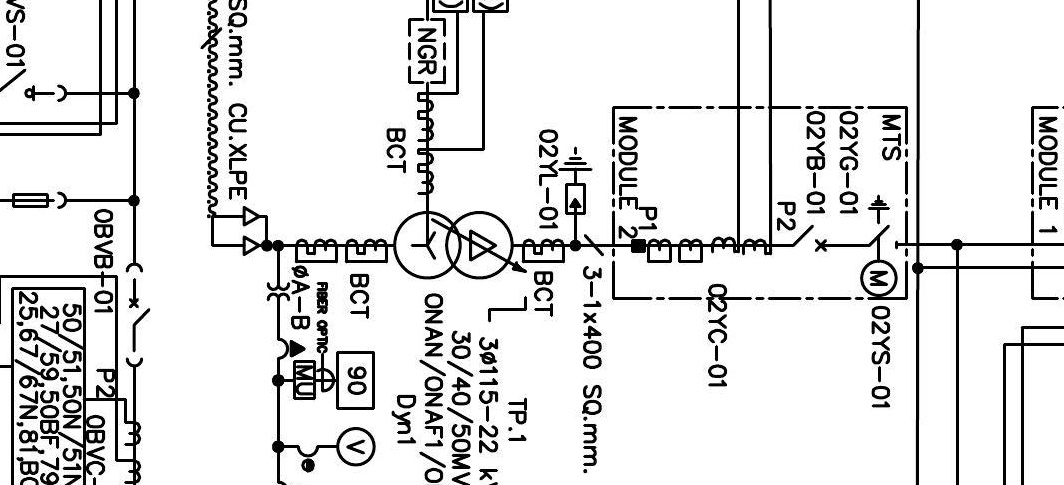 VS-01
SQ.mm. CU.XLPE
NGR
BCT
02YL-01
MODULE 2
P1
P2
02YB-01
02YG-01
MTS
MODULE 1
M
02YS-01
02YC-01
3-1x400 SQ.mm.
BCT
BCT
TP.1
3ø115-22 k
30/40/50MV
ONAN/ONAF1/O
Dyn1
øA-B
FIBER OPTIC
MU
90
V
0BVB-01
P2
0BVC-
50/51,50N/51N
27/59,50BF,79
25,67/67N,81,BC